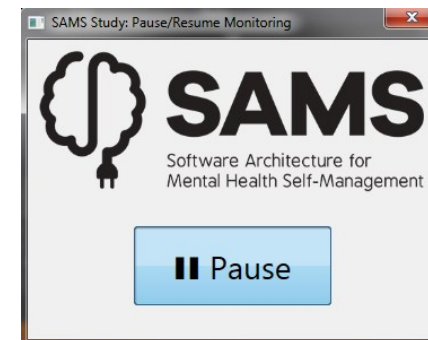 SAMS Study: Pause/Resume Monitoring
SAMS
Software Architecture for
Mental Health Self-Management
Pause